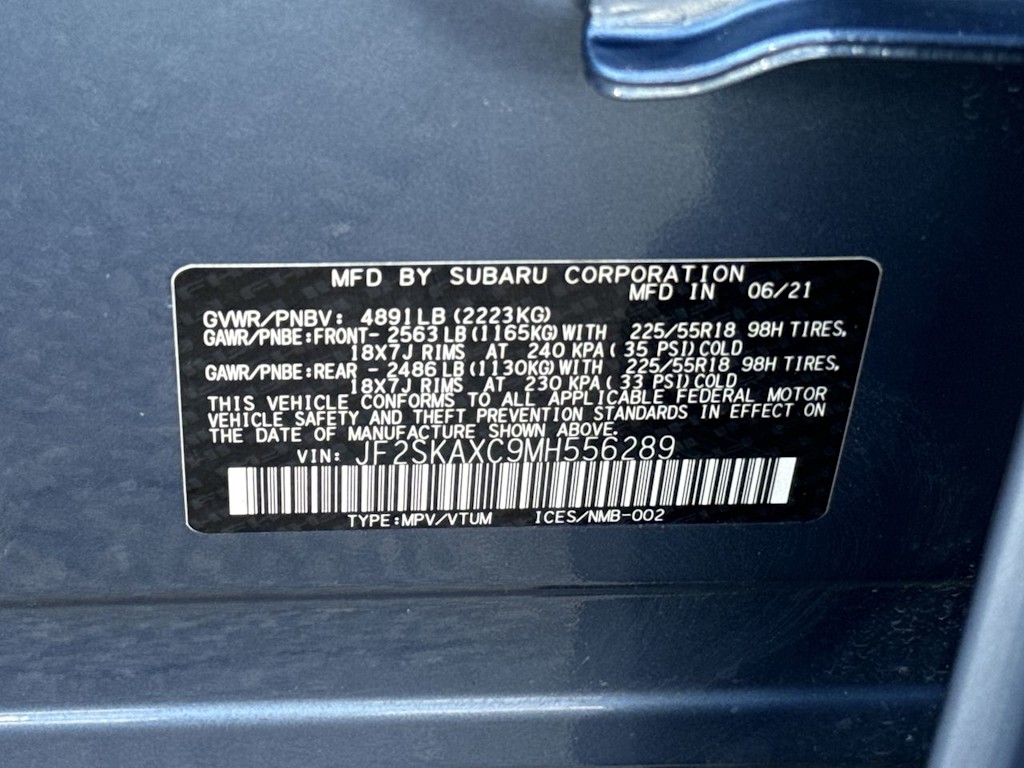 MFD BY SUBARU CORPORATION
MFD IN 06/21
GVWR/PNBV: 4891LB (2223KG)
GAWR/PNBE:FRONT- 2563 LB (1165KG) WITH 225/55R18 98H TIRES,
18X7J RIMS AT 240 KPA ( 35 PSI) COLD
GAWR/PNBE:REAR - 2486 LB (1130KG) WITH 225/55R18 98H TIRES,
18X7J RIMS AT 230 KPA ( 33 PSI) COLD
THIS VEHICLE CONFORMS TO ALL APPLICABLE FEDERAL MOTOR
VEHICLE SAFETY AND THEFT PREVENTION STANDARDS IN EFFECT ON
THE DATE OF MANUFACTURE SHOWN ABOVE.
VIN: JF2SKAXC9MH556289
TYPE:MPV/VTUM ICES/NMB-002